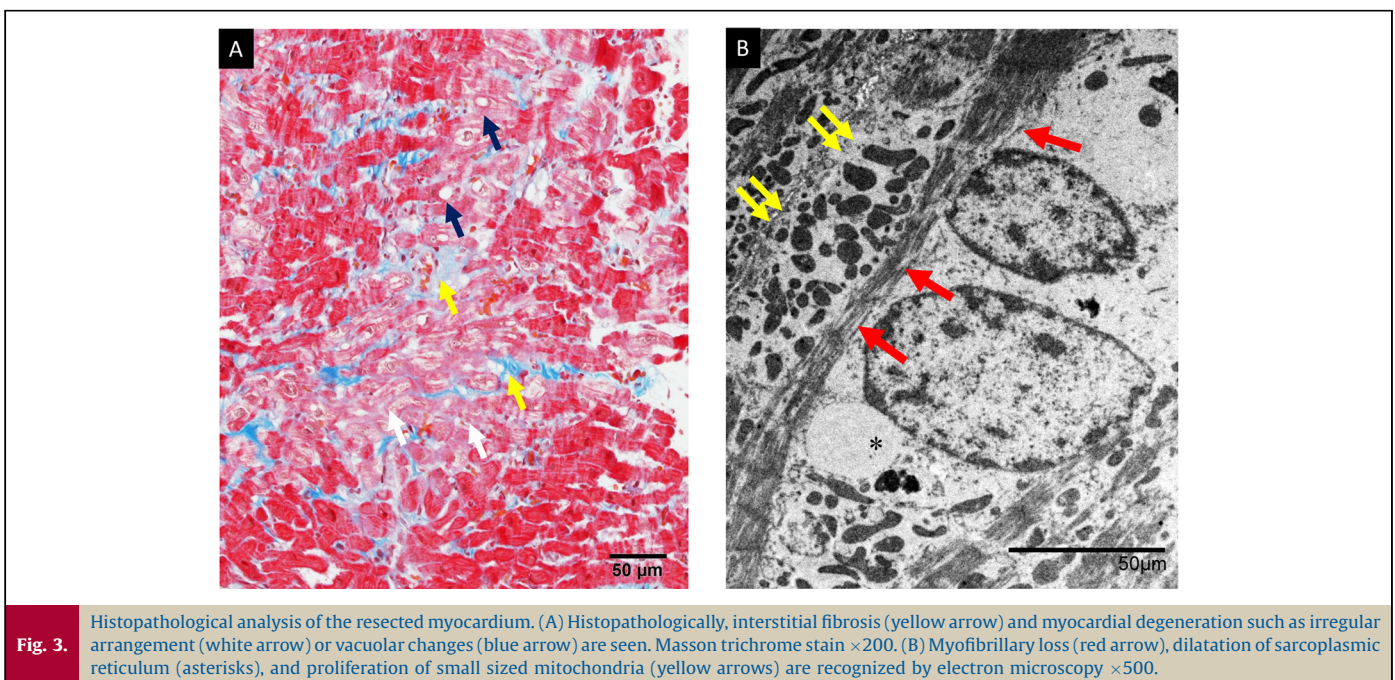 A
B
*
50 μm
50μm
Fig. 3.
Histopathological analysis of the resected myocardium. (A) Histopathologically, interstitial fibrosis (yellow arrow) and myocardial degeneration such as irregular
arrangement (white arrow) or vacuolar changes (blue arrow) are seen. Masson trichrome stain ×200. (B) Myofibrillary loss (red arrow), dilatation of sarcoplasmic
reticulum (asterisks), and proliferation of small sized mitochondria (yellow arrows) are recognized by electron microscopy ×500.